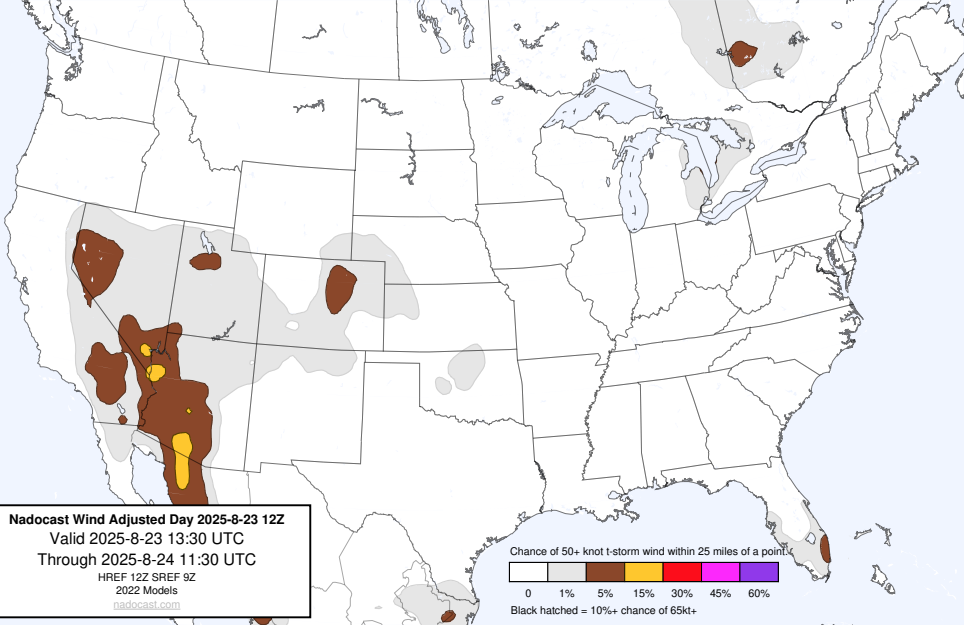 Nadocast Wind Adjusted Day 2025-8-23 12Z
Valid 2025-8-23 13:30 UTC
Through 2025-8-24 11:30 UTC
HREF 12Z SREF 9Z
2022 Models
nadocast.com
Chance of 50+ knot t-storm wind within 25 miles of a point.
0 1% 5% 15% 30% 45% 60%
Black hatched = 10%+ chance of 65kt+